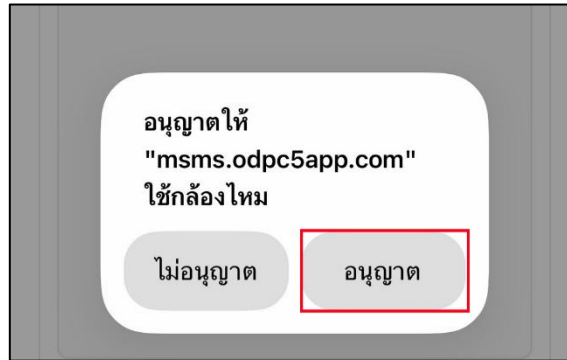 อนุญาตให้
"msms.odpc5app.com"
ใช้กล้องไหม
ไม่อนุญาต
อนุญาต